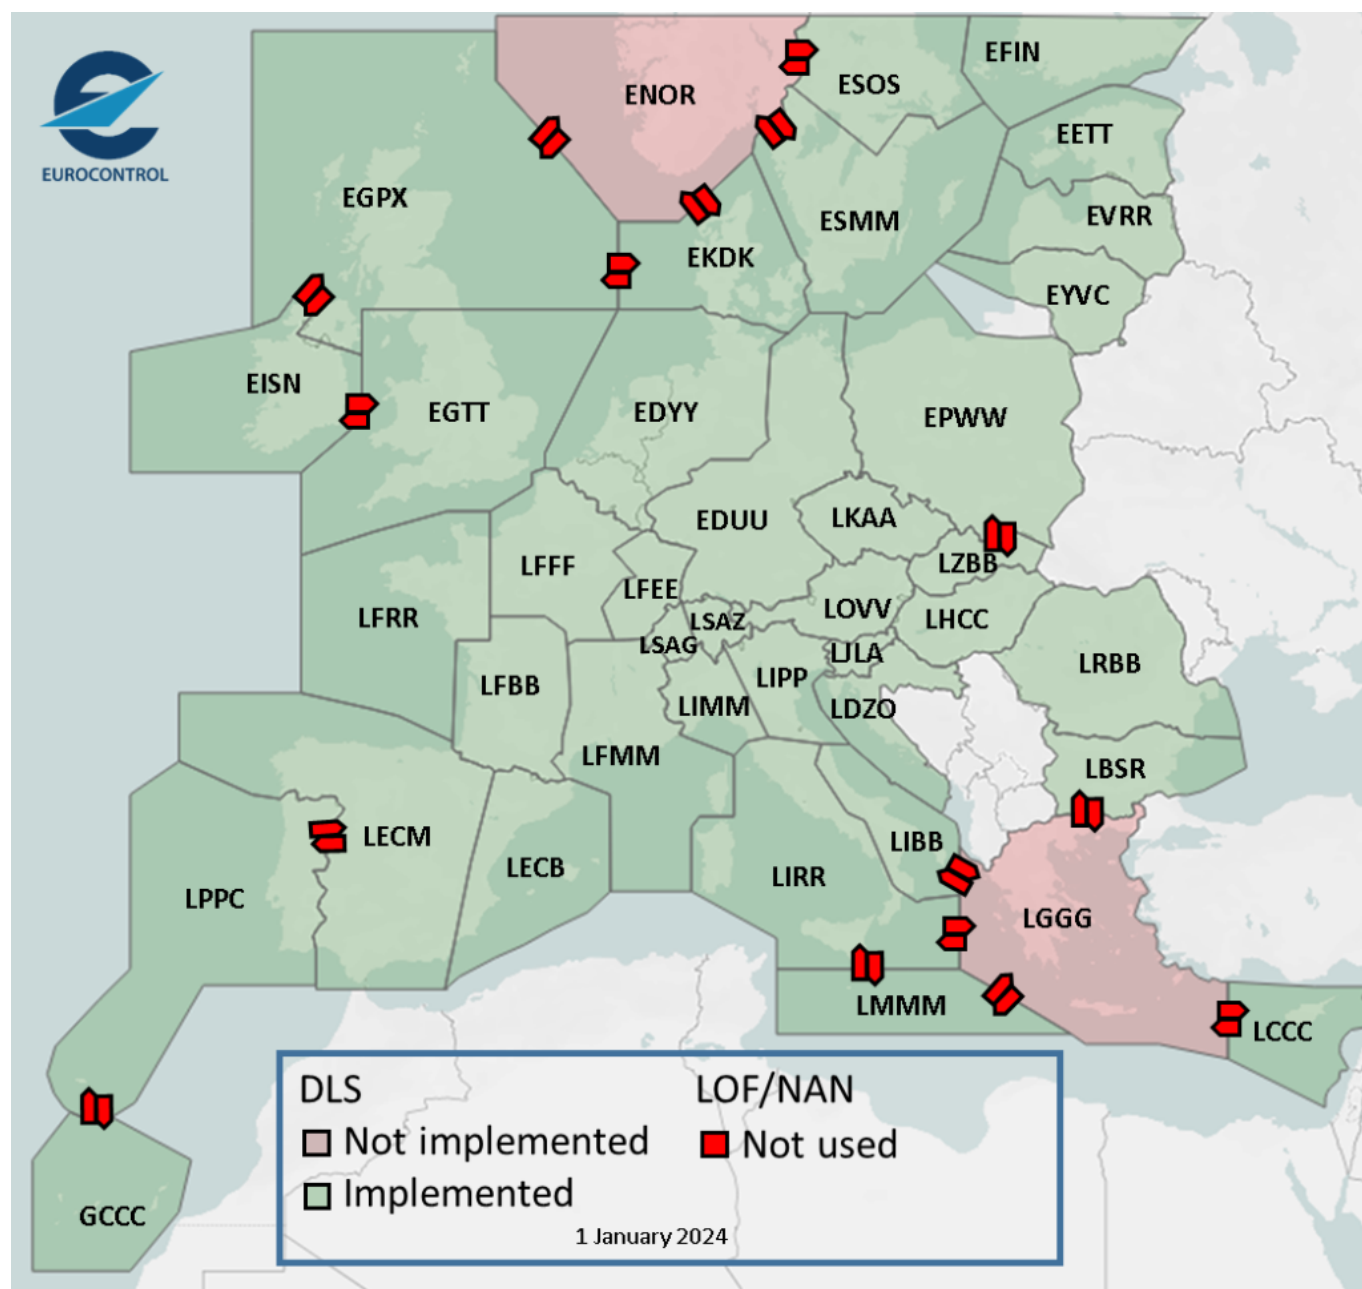 EUROCONTROL
ENOR
ESOS
EFIN
EETT
EGPX
EVRR
ESMM
EKDK
EYVC
EISN
EGTT
EDYY
EPWW
EDUU
LKAA
LZBB
LFFF
LFEE
LOVV
LHCC
LFRR
LSAZ
LSAG
LJLA
LRBB
LFBB
LIPP
LIMM
LDZO
LFMM
LBSR
LECM
LIBB
LECB
LIRR
LPPC
LGGG
LMMM
LCCC
GCCC
DLS LOF/NAN
Not implemented Not used
Implemented
1 January 2024